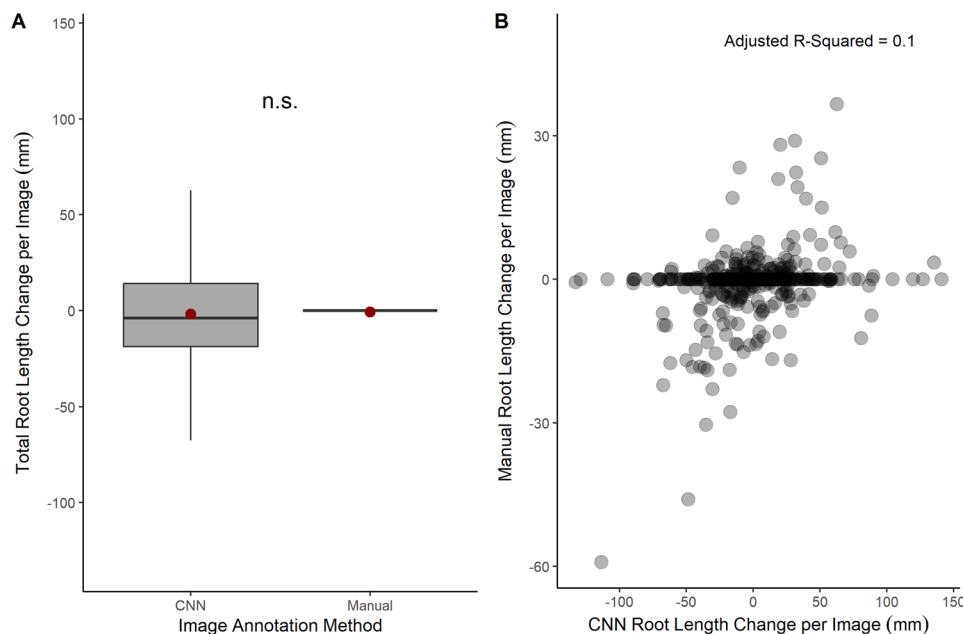 A
Total Root Length Change per Image (mm)
150
100
50
0
-50
-100
n.s.
CNN
Manual
Image Annotation Method
B
Adjusted R-Squared = 0.1
Manual Root Length Change per Image (mm)
30
0
-30
-60
-100
-50
0
50
100
150
CNN Root Length Change per Image (mm)